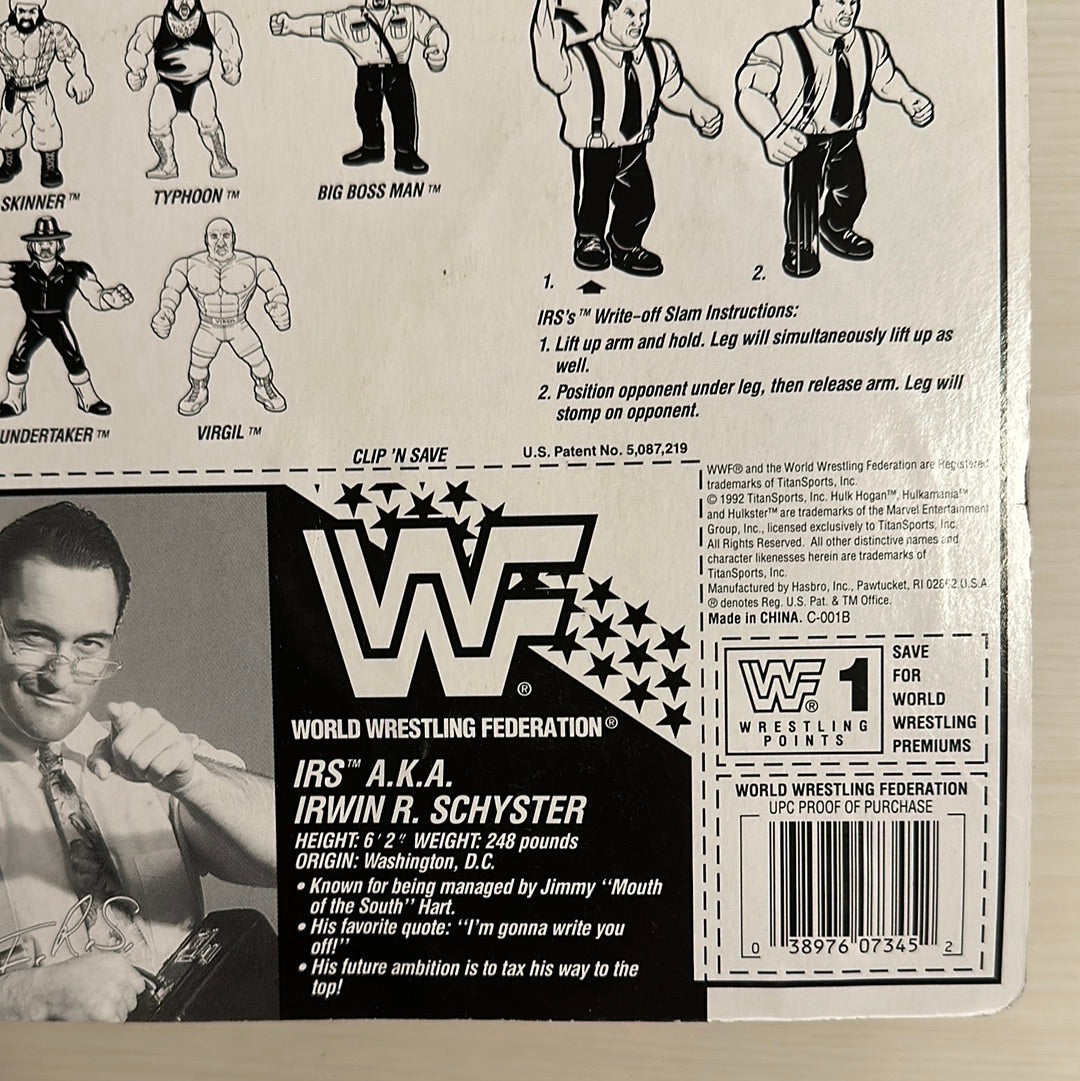 SKINNER™
TYPHOON™
BIG BOSS MAN™
UNDERTAKER™
VIRGIL
VIRGIL™
1.
2.
IRS's™ Write-off Slam Instructions:
1. Lift up arm and hold. Leg will simultaneously lift up as
well.
2. Position opponent under leg, then release arm. Leg will
stomp on opponent.
CLIP 'N SAVE
U.S. Patent No. 5,087,219
WWF® and the World Wrestling Federation are Registered
trademarks of TitanSports, Inc.
© 1992 TitanSports, Inc. Hulk Hogan™, Hulkamania™
and Hulkster™ are trademarks of the Marvel Entertainment
Group, Inc., licensed exclusively to TitanSports, Inc.
All Rights Reserved. All other distinctive names and
character likenesses herein are trademarks of
TitanSports, Inc.
Manufactured by Hasbro, Inc., Pawtucket, RI 02862 U.S.A
® denotes Reg. U.S. Pat. & TM Office.
Made in CHINA. C-001B
WF®
WORLD WRESTLING FEDERATION®
IRS™ A.K.A.
IRWIN R. SCHYSTER
HEIGHT: 6'2" WEIGHT: 248 pounds
ORIGIN: Washington, D.C.
• Known for being managed by Jimmy "Mouth
of the South" Hart.
• His favorite quote: "I'm gonna write you
off!"
• His future ambition is to tax his way to the
top!
I.R.S.
WF® 1
WRESTLING
POINTS
SAVE
FOR
WORLD
WRESTLING
PREMIUMS
WORLD WRESTLING FEDERATION
UPC PROOF OF PURCHASE
0 38976 07345 2